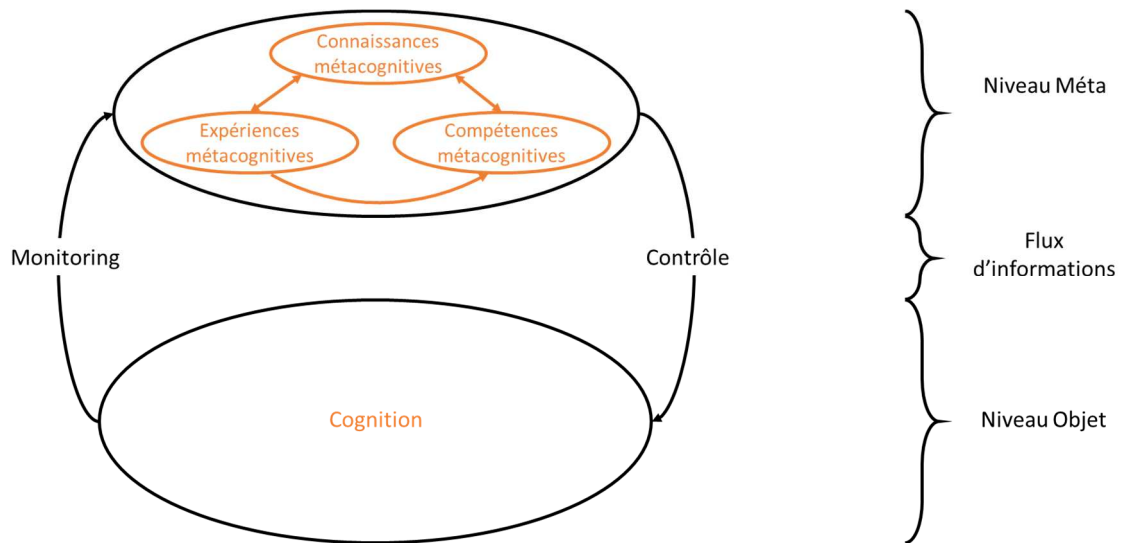 Connaissances
métacognitives
Expériences
métacognitives
Compétences
métacognitives
Niveau Méta
Monitoring
Contrôle
Flux
d'informations
Cognition
Niveau Objet